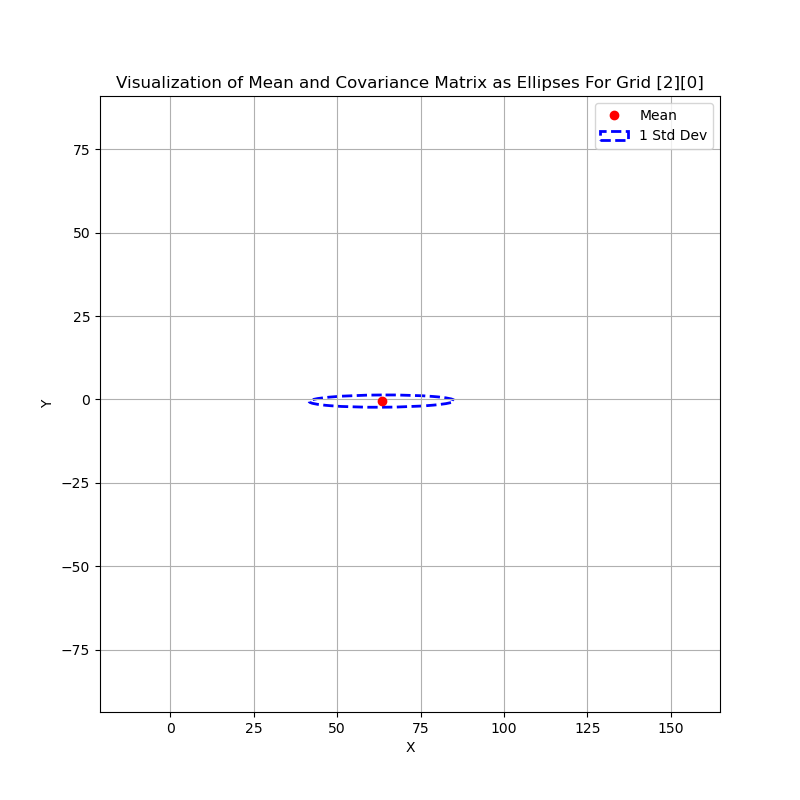 Visualization of Mean and Covariance Matrix as Ellipses For Grid [2][0]
Mean
1 Std Dev
75
50
25
0
−25
−50
−75
Y
0 25 50 75 100 125 150
X